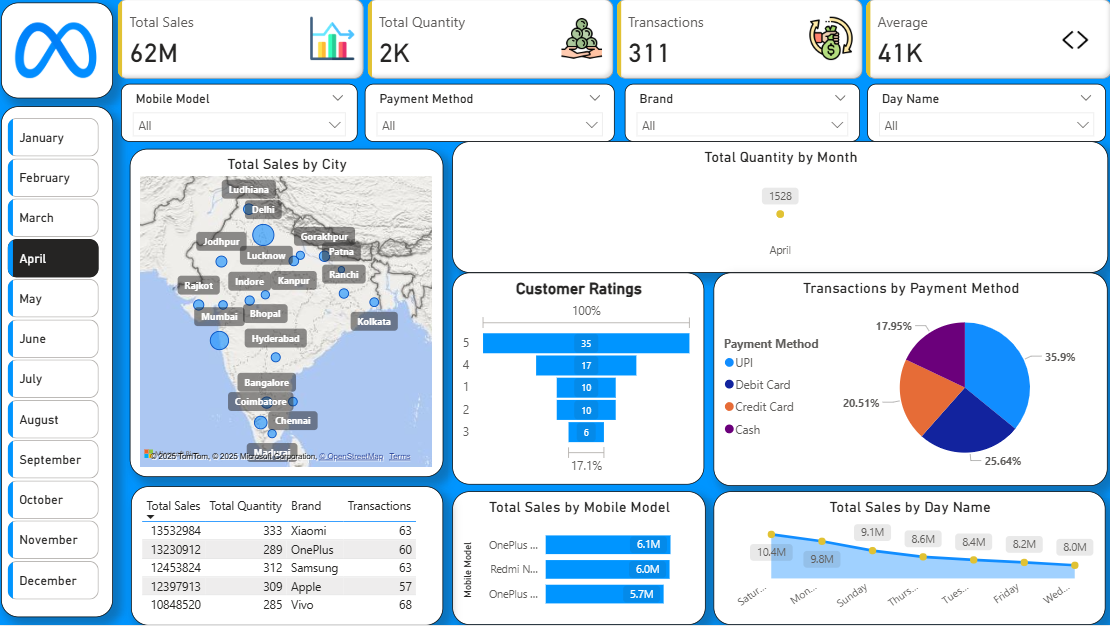 Total Sales
62M
Total Quantity
2K
Transactions
311
Average
41K
Mobile Model
All
Payment Method
All
Brand
All
Day Name
All
January
February
March
April
May
June
July
August
September
October
November
December
Total Sales by City
Ludhiana
Delhi
Jodhpur
Gorakhpur
Lucknow
Patna
Ranchi
Rajkot
Indore
Kanpur
Mumbai
Bhopal
Kolkata
Hyderabad
Bangalore
Coimbatore
Chennai
© 2025 TomTom, © 2025 Microsoft Corporation, © OpenStreetMap Terms
Total Quantity by Month
1528
April
Customer Ratings
100%
5 35
4 17
1 10
2 10
3 6
17.1%
Transactions by Payment Method
Payment Method
UPI
Debit Card
Credit Card
Cash
17.95%
35.9%
20.51%
25.64%
Total Sales Total Quantity Brand Transactions
13532984 333 Xiaomi 63
13230912 289 OnePlus 60
12453824 312 Samsung 63
12397913 309 Apple 57
10848520 285 Vivo 68
Total Sales by Mobile Model
Mobile Model
OnePlus ... 6.1M
Redmi N... 6.0M
OnePlus ... 5.7M
Total Sales by Day Name
10.4M 9.8M 9.1M 8.6M 8.4M 8.2M 8.0M
Satur... Mon... Sunday Thurs... Tues... Friday Wed...